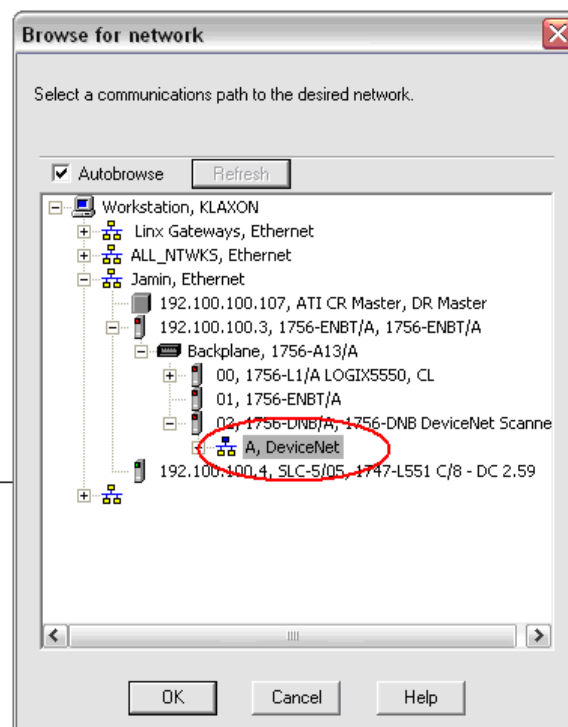 Browse for network
Select a communications path to the desired network.
Autobrowse Refresh
Workstation, KLAXON
Linx Gateways, Ethernet
ALL_NTWKS, Ethernet
Jamin, Ethernet
192.100.100.107, ATI CR Master, DR Master
192.100.100.3, 1756-ENBT/A, 1756-ENBT/A
Backplane, 1756-A13/A
00, 1756-L1/A LOGIX5550, CL
01, 1756-ENBT/A
02, 1756-DNB/A, 1756-DNB DeviceNet Scanne
A, DeviceNet
192.100.100.4, SLC-5/05, 1747-L551 C/8 - DC 2.59
OK Cancel Help